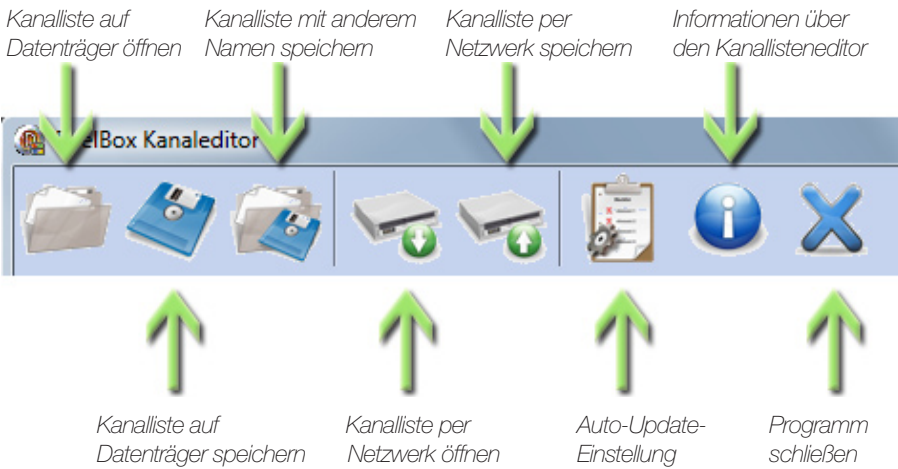 Kanalliste auf
Datenträger öffnen
Kanalliste mit anderem
Namen speichern
Kanalliste per
Netzwerk speichern
Informationen über
den Kanallisteneditor
Kanaleditor
Kanalliste auf
Datenträger speichern
Kanalliste per
Netzwerk öffnen
Auto-Update-
Einstellung
Programm
schließen